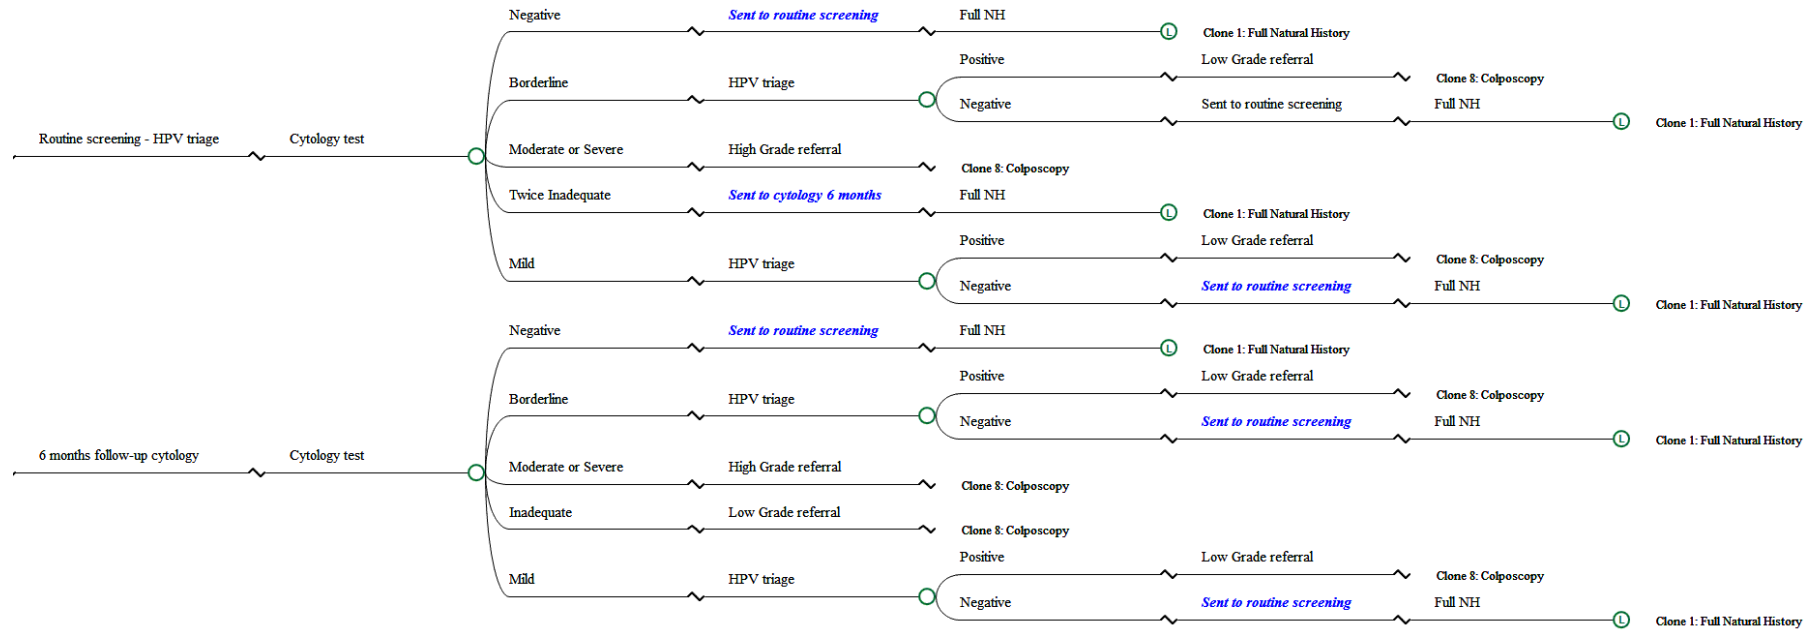 Negative Sent to routine screening Full NH
L Clone 1: Full Natural History
Positive Low Grade referral
Borderline HPV triage Clone 8: Colposcopy
Negative Sent to routine screening Full NH
L Clone 1: Full Natural History
Routine screening - HPV triage Cytology test
Moderate or Severe High Grade referral
Clone 8: Colposcopy
Twice Inadequate Sent to cytology 6 months Full NH
L Clone 1: Full Natural History
Positive Low Grade referral
Mild HPV triage Clone 8: Colposcopy
Negative Sent to routine screening Full NH
L Clone 1: Full Natural History
Negative Sent to routine screening Full NH
L Clone 1: Full Natural History
Positive Low Grade referral
Borderline HPV triage Clone 8: Colposcopy
Negative Sent to routine screening Full NH
L Clone 1: Full Natural History
6 months follow-up cytology Cytology test
Moderate or Severe High Grade referral
Clone 8: Colposcopy
Inadequate Low Grade referral
Clone 8: Colposcopy
Positive Low Grade referral
Mild HPV triage Clone 8: Colposcopy
Negative Sent to routine screening Full NH
L Clone 1: Full Natural History